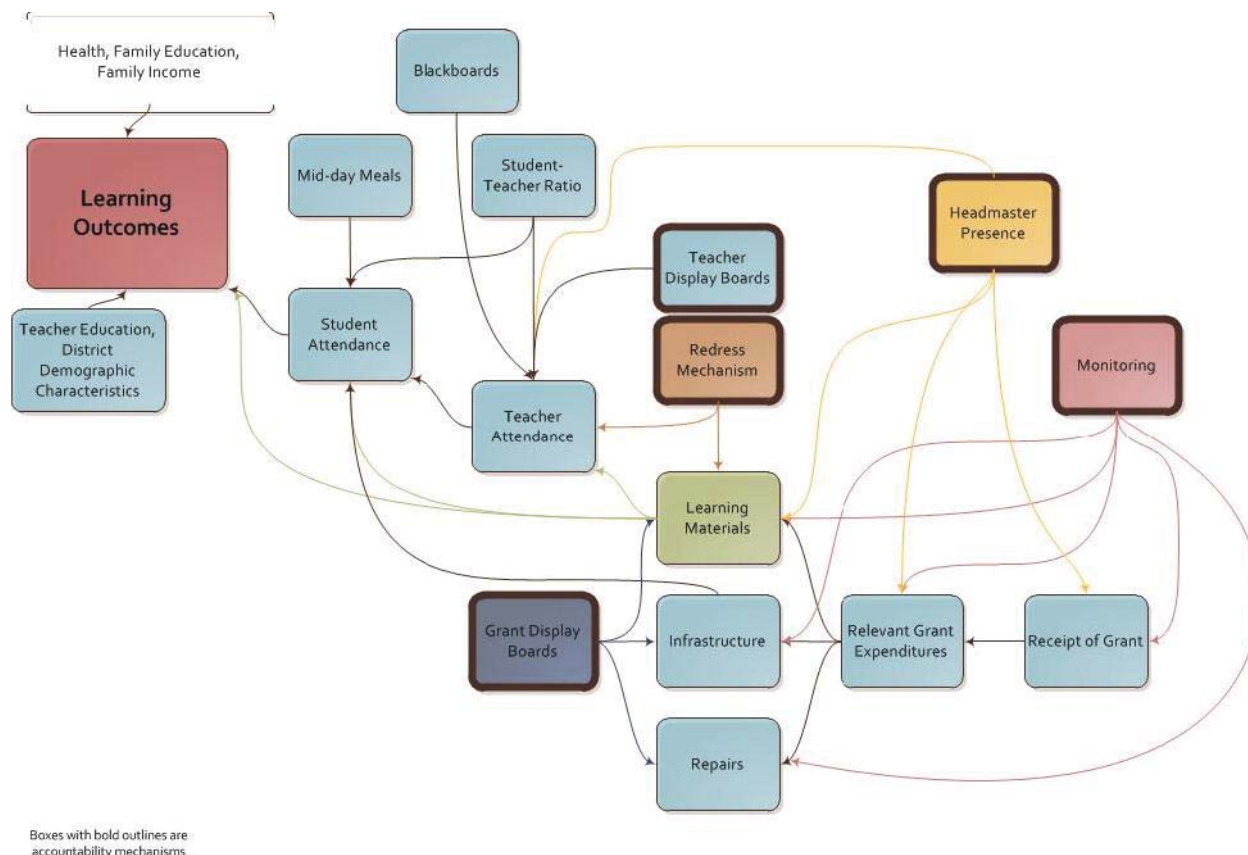 Health, Family Education,
Family Income
Blackboards
Learning
Outcomes
Mid-day Meals
Student-
Teacher Ratio
Headmaster
Presence
Teacher
Display Boards
Teacher Education,
District
Demographic
Characteristics
Student
Attendance
Redress
Mechanism
Monitoring
Teacher
Attendance
Learning
Materials
Grant Display
Boards
Infrastructure
Relevant Grant
Expenditures
Receipt of Grant
Repairs
Boxes with bold outlines are
accountability mechanisms